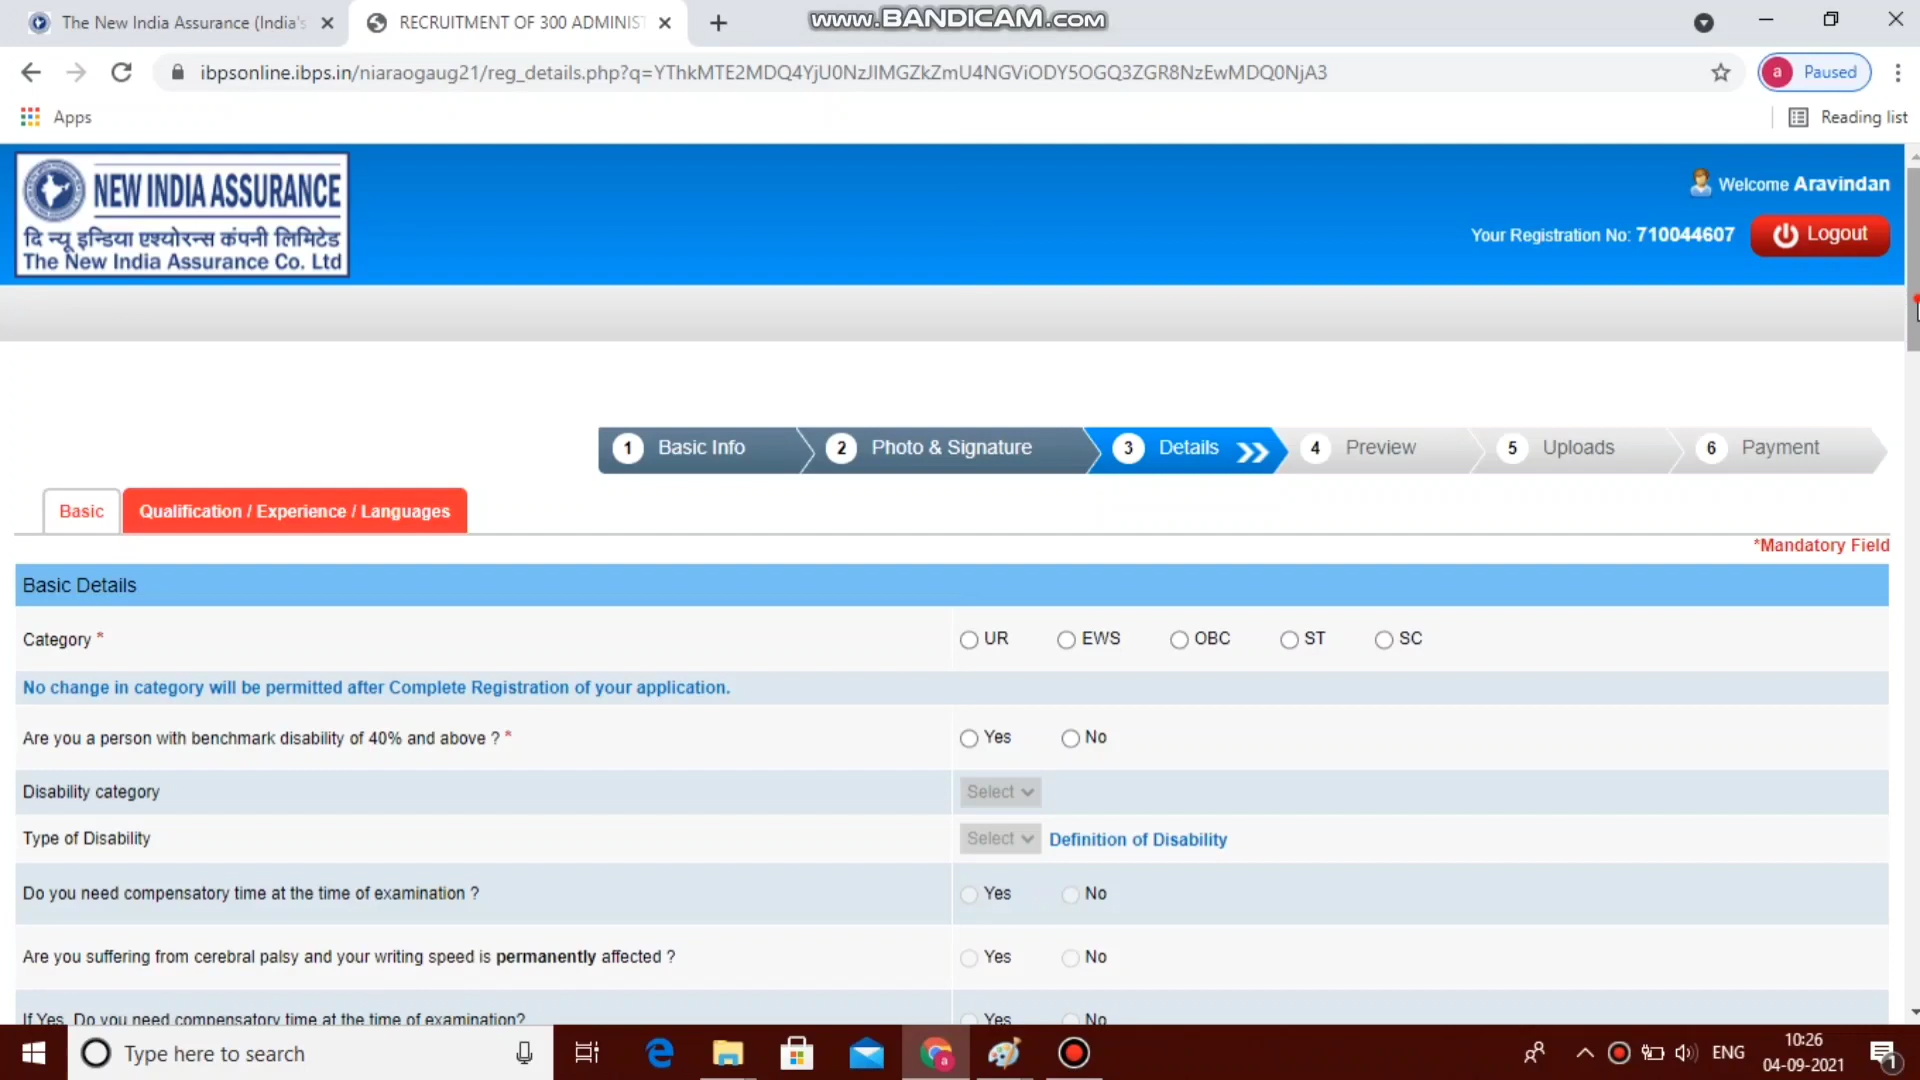 The New India Assurance (India's
RECRUITMENT OF 300 ADMINIST
www.BANDICAM.com
ibpsonline.ibps.in/niaraogaug21/reg_details.php?q=YThkMTE2MDQ4YjU0NzJlMGZkZmU4NGViODY5OGQ3ZGR8NzEwMDQ0NjA3
a Paused
Apps
Reading list
NEW INDIA ASSURANCE
दि न्यू इन्डिया एश्योरन्स कंपनी लिमिटेड
The New India Assurance Co. Ltd
Welcome Aravindan
Your Registration No: 710044607
Logout
1 Basic Info
2 Photo & Signature
3 Details
4 Preview
5 Uploads
6 Payment
Basic
Qualification / Experience / Languages
*Mandatory Field
Basic Details
Category * UR EWS OBC ST SC
No change in category will be permitted after Complete Registration of your application.
Are you a person with benchmark disability of 40% and above ? * Yes No
Disability category Select
Type of Disability Select Definition of Disability
Do you need compensatory time at the time of examination ? Yes No
Are you suffering from cerebral palsy and your writing speed is permanently affected ? Yes No
If Yes, Do you need compensatory time at the time of examination? Yes No
Type here to search
a
ENG
10:26
04-09-2021
1